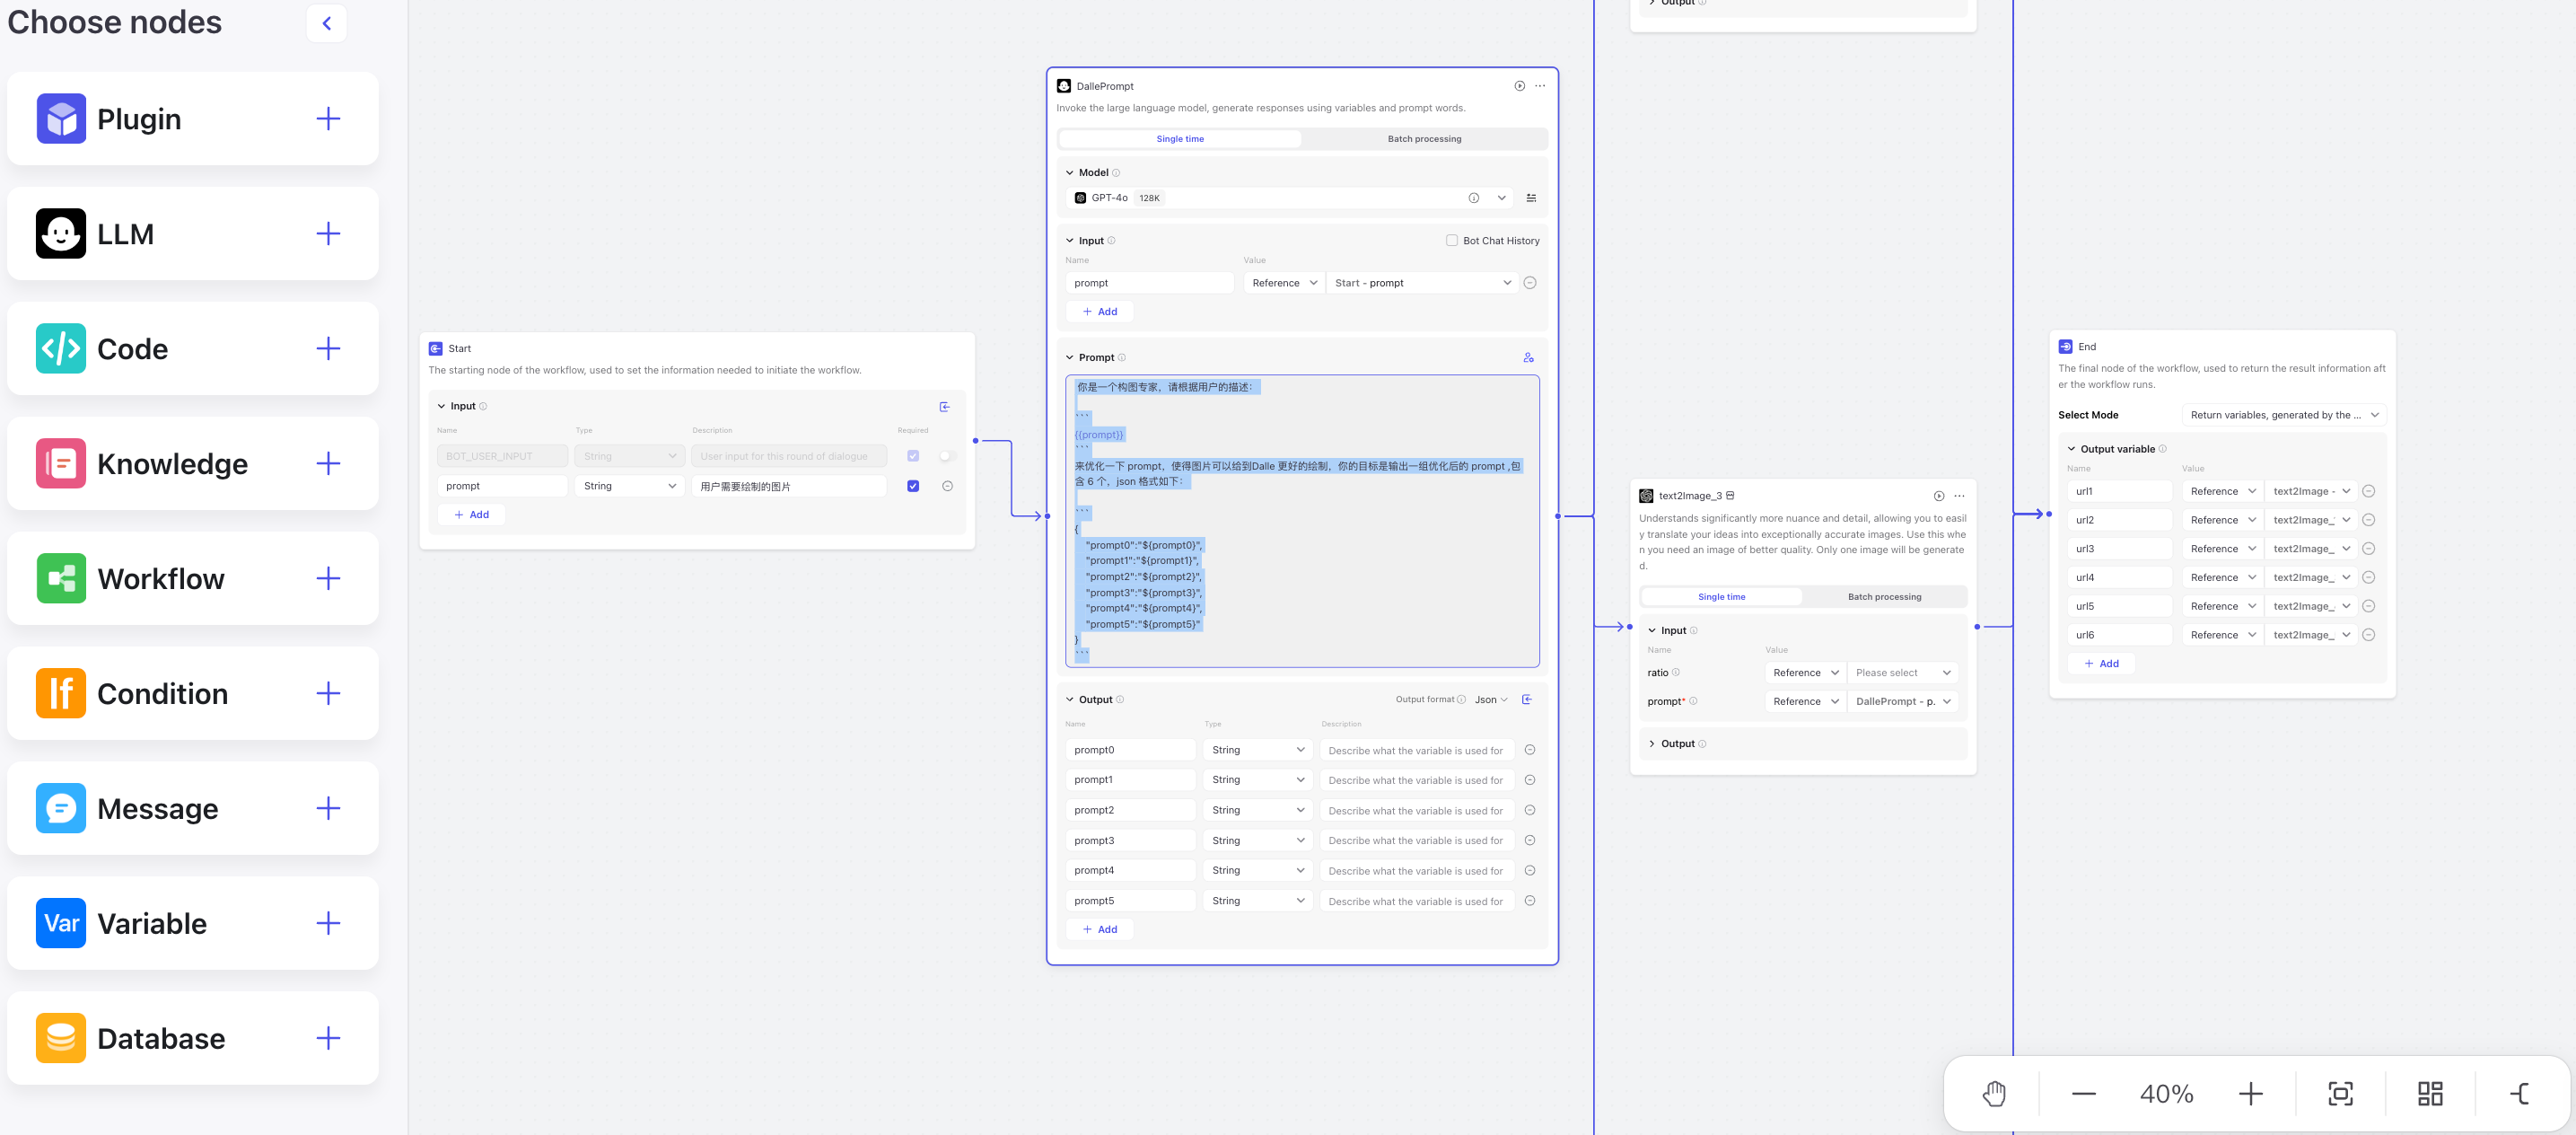 Choose nodes
Plugin
LLM
Code
Knowledge
Workflow
Condition
Message
Var Variable
Database
Start
The starting node of the workflow, used to set the information needed to initiate the workflow.
Input
Name Type Description Required
BOT_USER_INPUT String User input for this round of dialogue
prompt String 用户需要绘制的图片
Add
DallePrompt
Invoke the large language model, generate responses using variables and prompt words.
Single time Batch processing
Model
GPT-4o 128K
Input Bot Chat History
Name Value
prompt Reference Start - prompt
Add
Prompt
你是一个构图专家，请根据用户的描述：
```
{{prompt}}
```
来优化一下 prompt，使得图片可以给到Dalle 更好的绘制，你的目标是输出一组优化后的 prompt ,包
含 6 个，json 格式如下：
```
{
"prompt0":"${prompt0}",
"prompt1":"${prompt1}",
"prompt2":"${prompt2}",
"prompt3":"${prompt3}",
"prompt4":"${prompt4}",
"prompt5":"${prompt5}"
}
```
Output Output format Json
Name Type Description
prompt0 String Describe what the variable is used for
prompt1 String Describe what the variable is used for
prompt2 String Describe what the variable is used for
prompt3 String Describe what the variable is used for
prompt4 String Describe what the variable is used for
prompt5 String Describe what the variable is used for
Add
Output
text2Image_3
Understands significantly more nuance and detail, allowing you to easil
y translate your ideas into exceptionally accurate images. Use this whe
n you need an image of better quality. Only one image will be generate
d.
Single time Batch processing
Input
Name Value
ratio Reference Please select
prompt* Reference DallePrompt - p.
Output
End
The final node of the workflow, used to return the result information aft
er the workflow runs.
Select Mode Return variables, generated by the ...
Output variable
Name Value
url1 Reference text2Image -
url2 Reference text2Image_
url3 Reference text2Image_
url4 Reference text2Image_
url5 Reference text2Image_
url6 Reference text2Image_
Add
40%